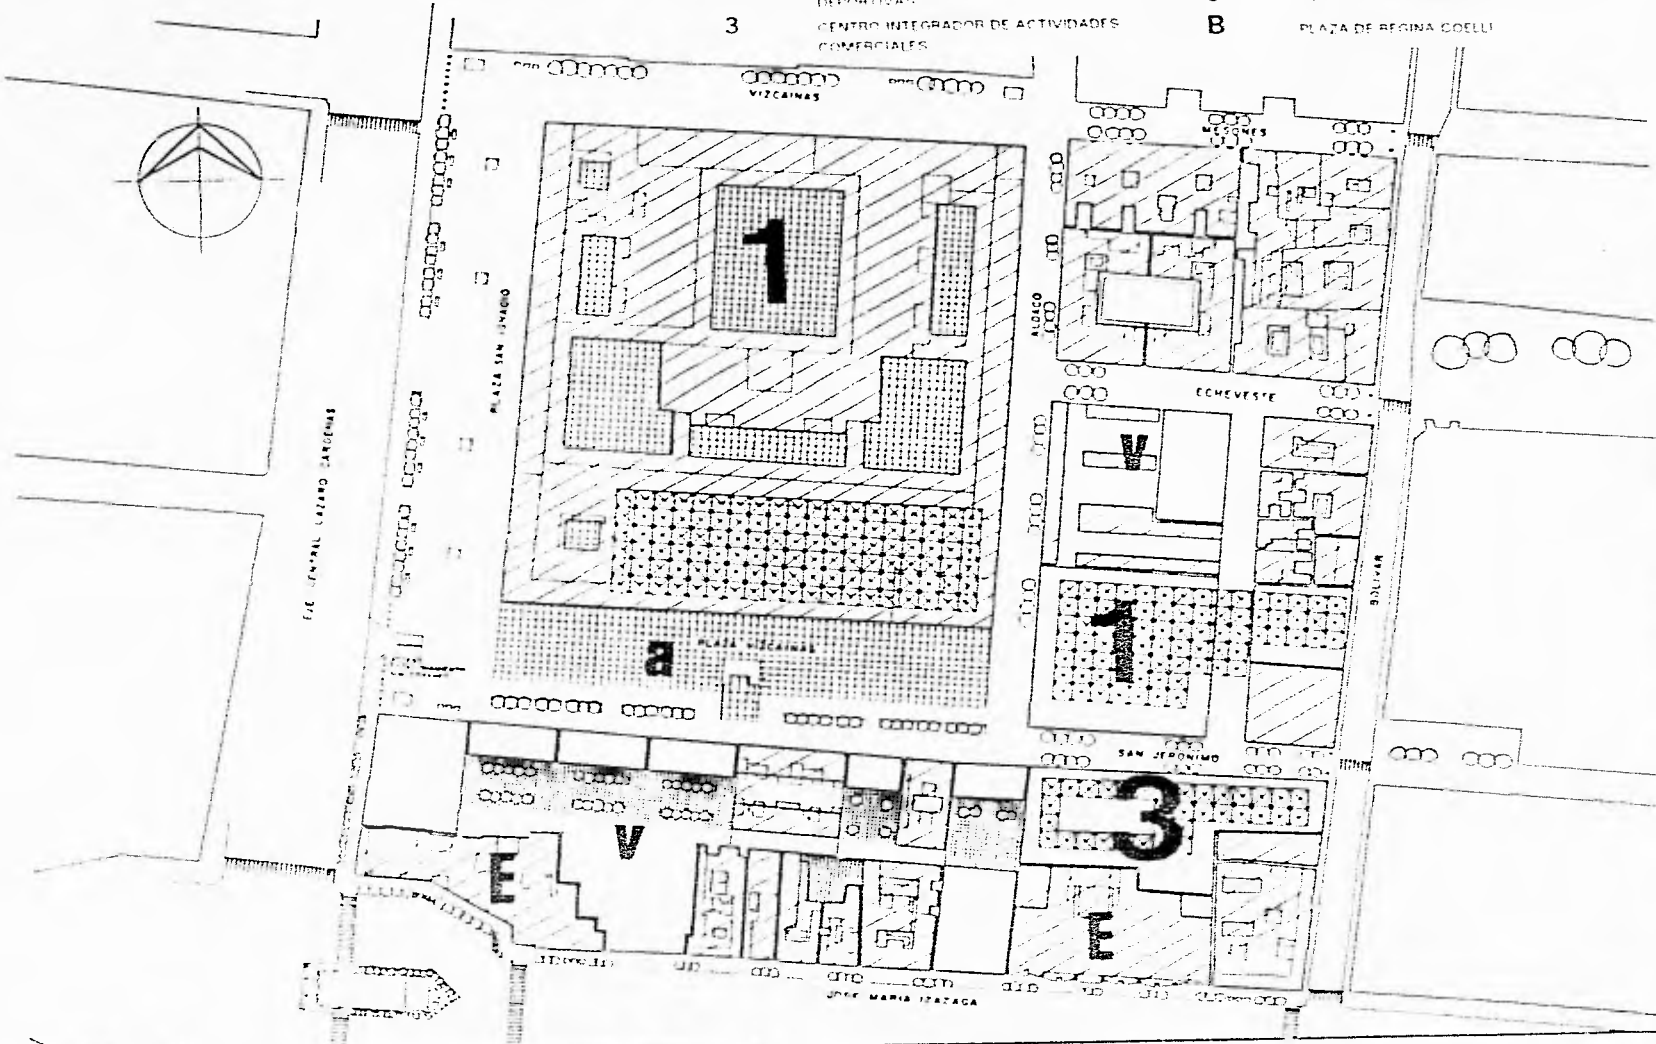 DEPORTIVAS
3 CENTRO INTEGRADOR DE ACTIVIDADES
COMERCIALES
B PLAZA DE REGINA COELLI
VIZCAINAS
MESONES
1
PLAZA SAN IGNACIO
ALDACO
ECHEVESTE
V
EJE CENTRAL LAZARO CARDENAS
BOLIVAR
1
a PLAZA VIZCAINAS
SAN JERONIMO
3
V
E
E
JOSE MARIA IZAZAGA